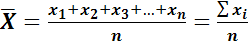 X̅ = (x₁+x₂+x₃+...+xₙ)/n = (∑ xᵢ)/n